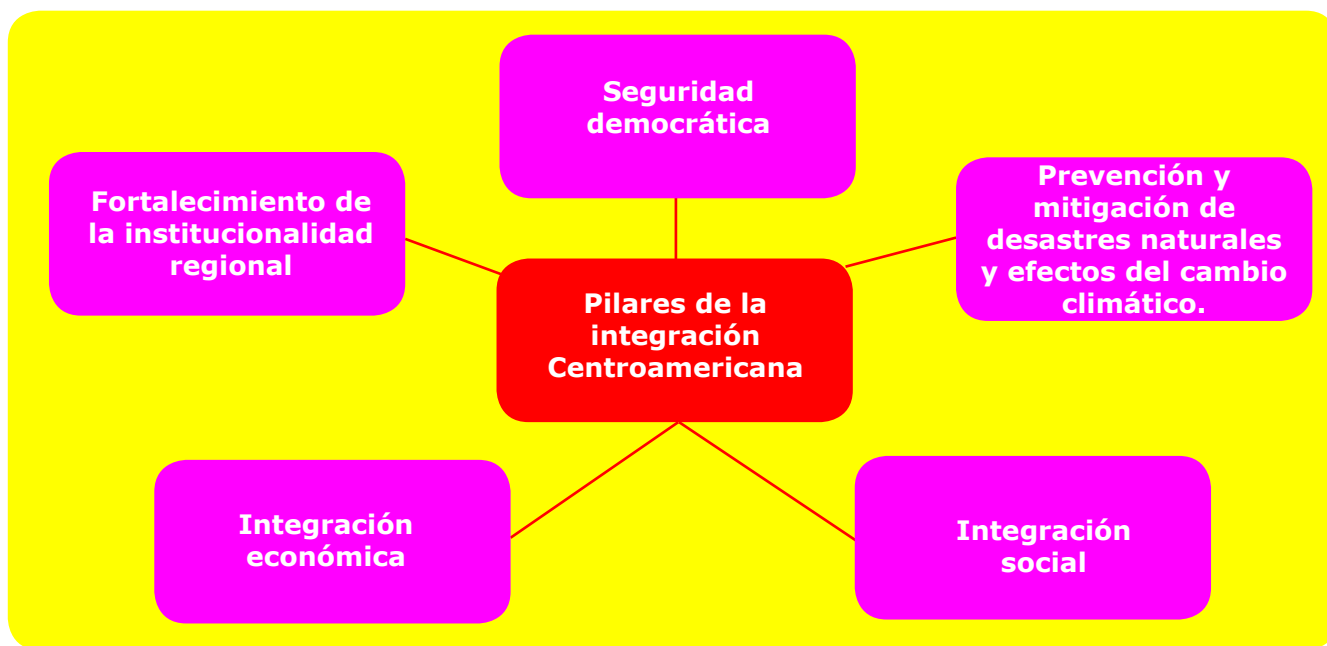 Seguridad
democrática
Fortalecimiento de
la institucionalidad
regional
Prevención y
mitigación de
desastres naturales
y efectos del cambio
climático.
Pilares de la
integración
Centroamericana
Integración
económica
Integración
social